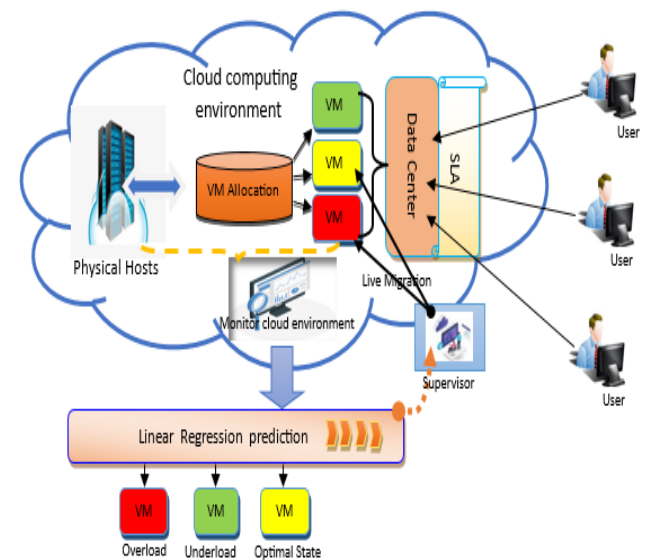 Cloud computing
environment
VM
VM
VM
VM Allocation
Data Center
SLA
User
User
User
Physical Hosts
Live Migration
Monitor cloud environment
Supervisor
Linear Regression prediction
VM
VM
VM
Overload
Underload
Optimal State